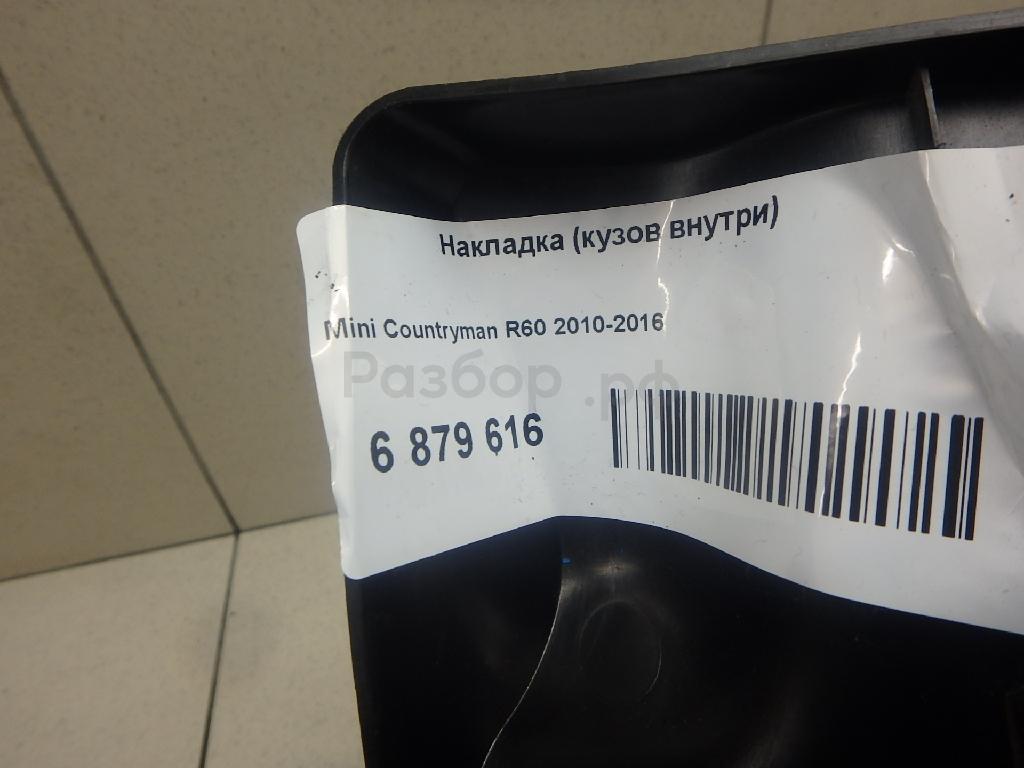 Накладка (кузов внутри)
Mini Countryman R60 2010-2016
Разбор.рф
6 879 616